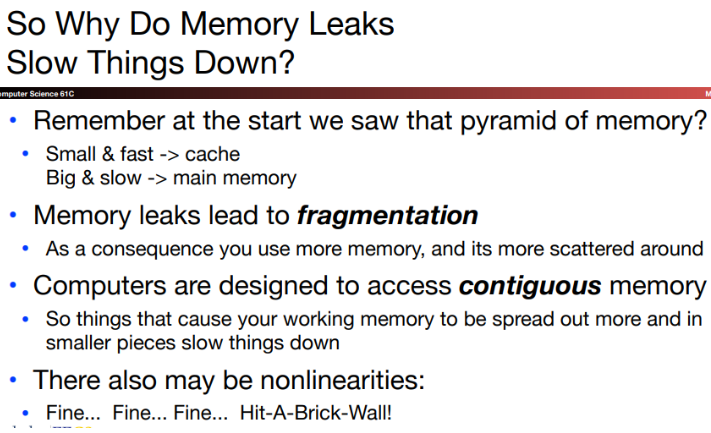 So Why Do Memory Leaks
Slow Things Down?
mputer Science 61C
M
• Remember at the start we saw that pyramid of memory?
• Small & fast -> cache
Big & slow -> main memory
• Memory leaks lead to fragmentation
• As a consequence you use more memory, and its more scattered around
• Computers are designed to access contiguous memory
• So things that cause your working memory to be spread out more and in
smaller pieces slow things down
• There also may be nonlinearities:
• Fine... Fine... Fine... Hit-A-Brick-Wall!